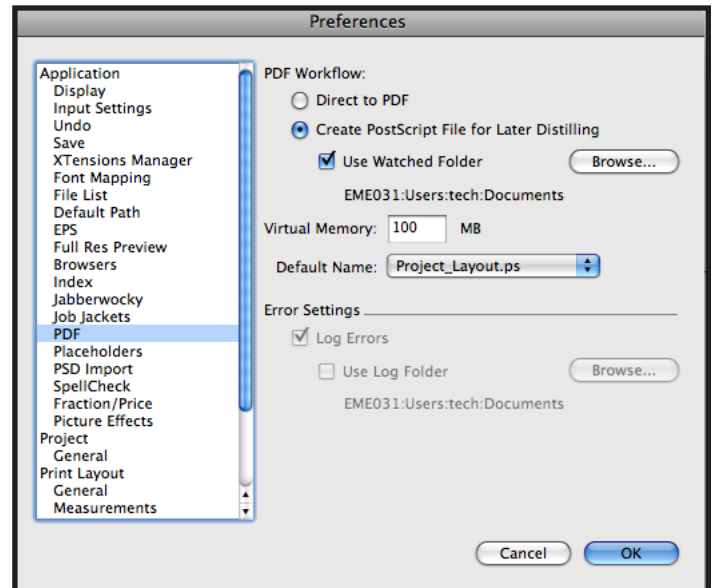 Preferences
Application
Display
Input Settings
Undo
Save
XTensions Manager
Font Mapping
File List
Default Path
EPS
Full Res Preview
Browsers
Index
Jabberwocky
Job Jackets
PDF
Placeholders
PSD Import
SpellCheck
Fraction/Price
Picture Effects
Project
General
Print Layout
General
Measurements
PDF Workflow:
Direct to PDF
Create PostScript File for Later Distilling
Use Watched Folder Browse...
EME031:Users:tech:Documents
Virtual Memory: 100 MB
Default Name: Project_Layout.ps
Error Settings
Log Errors
Use Log Folder Browse...
EME031:Users:tech:Documents
Cancel OK